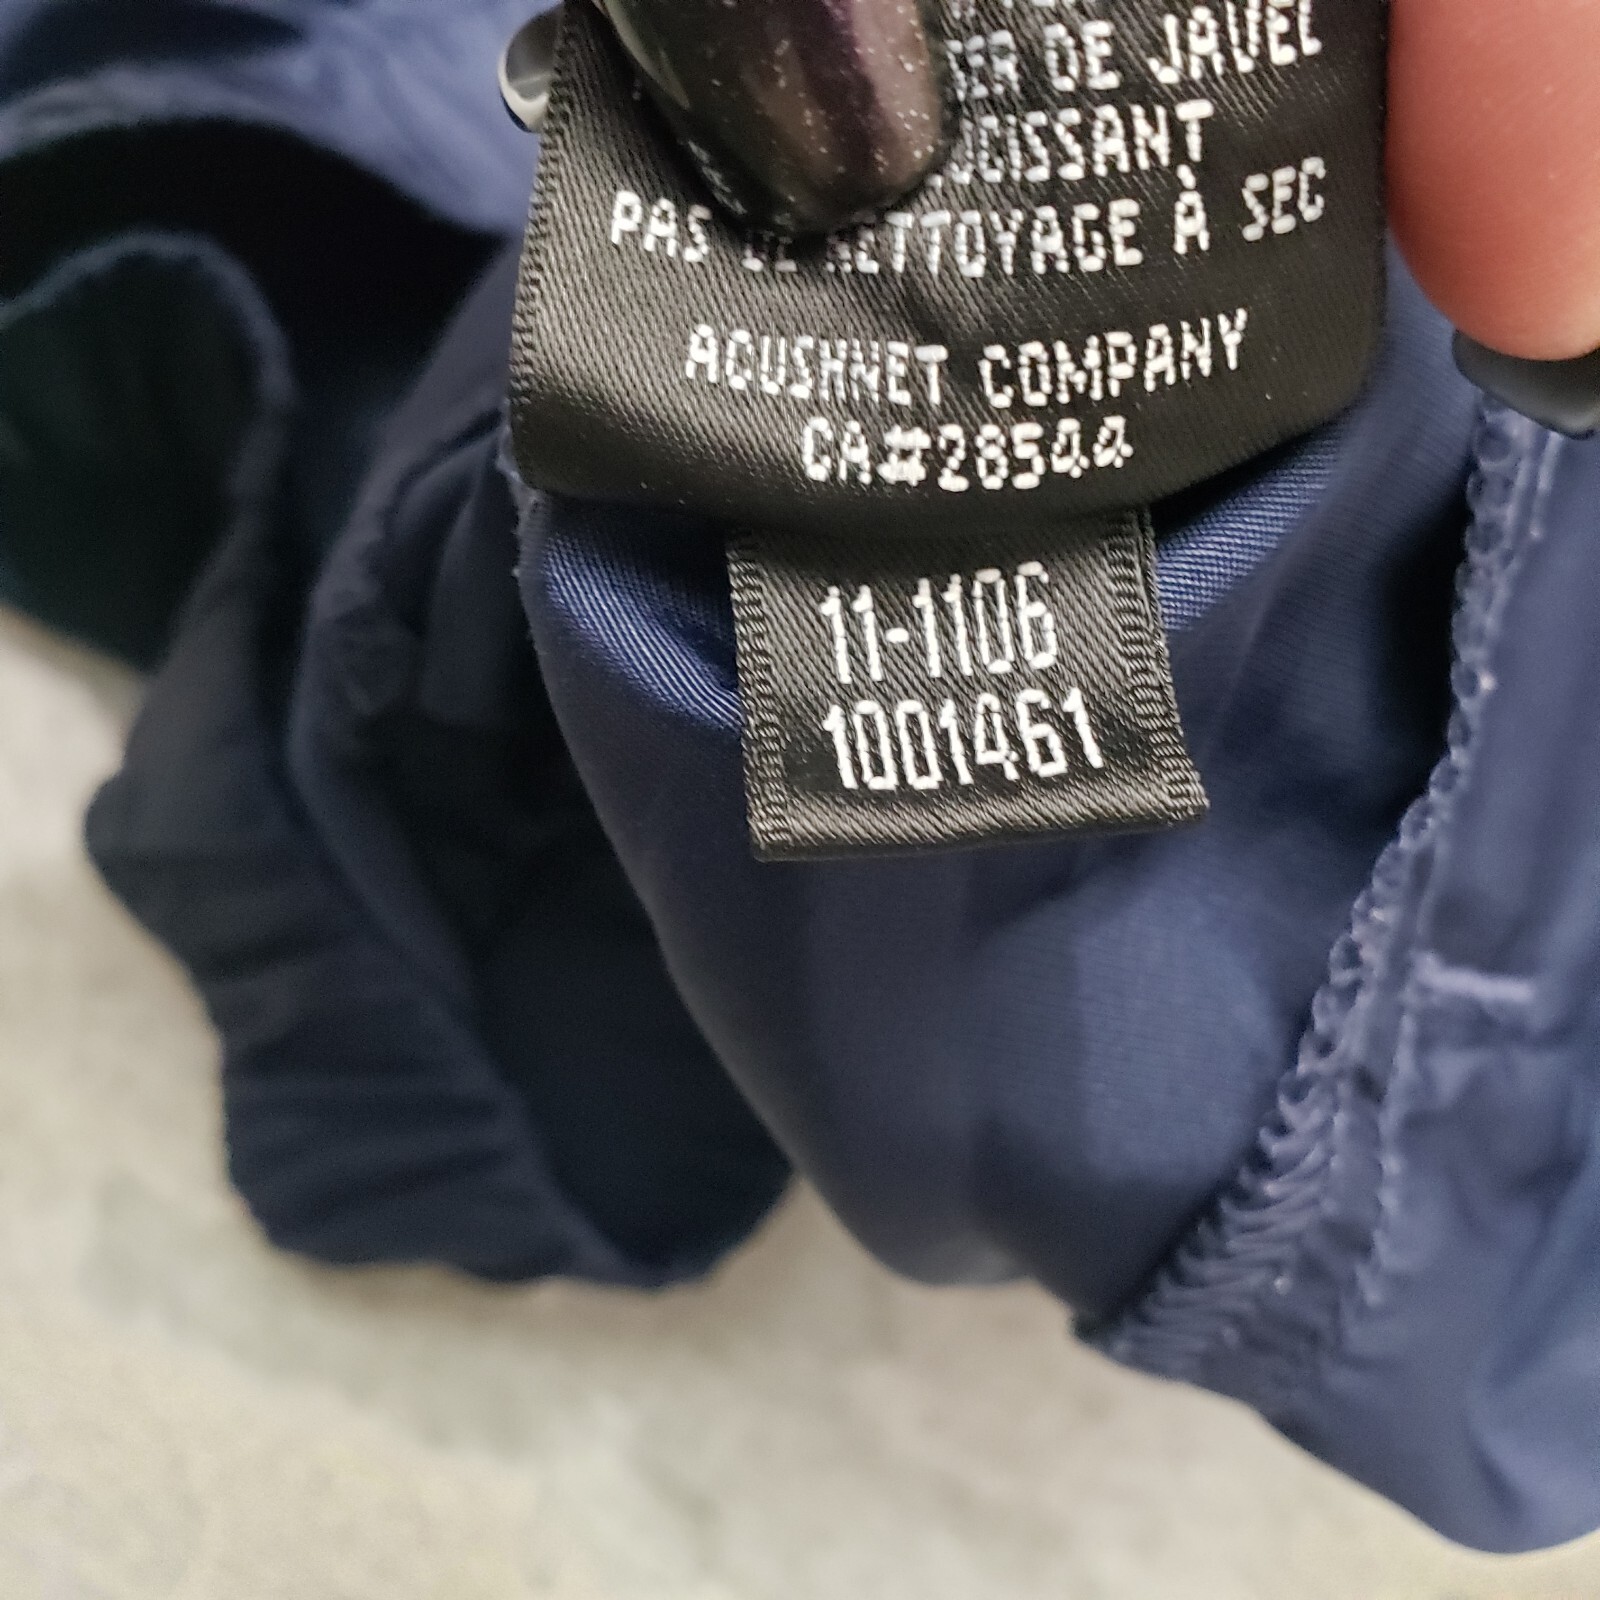 DE JAVEL
PAS DE NETTOYAGE À SEC
ACUSHNET COMPANY
CA#28544
11-1106
1001461